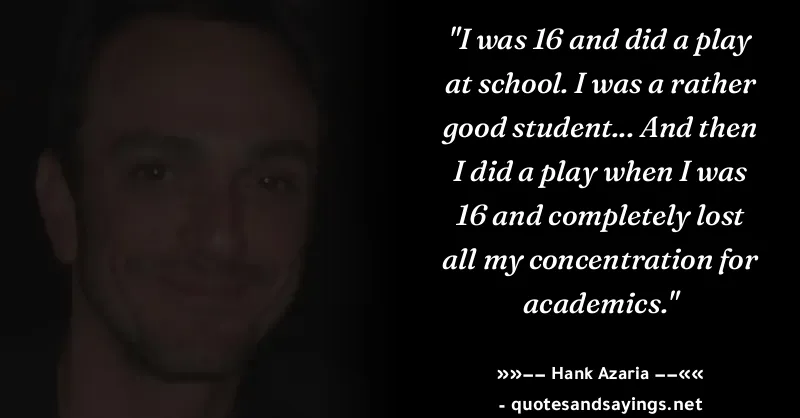 "I was 16 and did a play
at school. I was a rather
good student... And then
I did a play when I was
16 and completely lost
all my concentration for
academics."
»»–– Hank Azaria ––««
- quotesandsayings.net